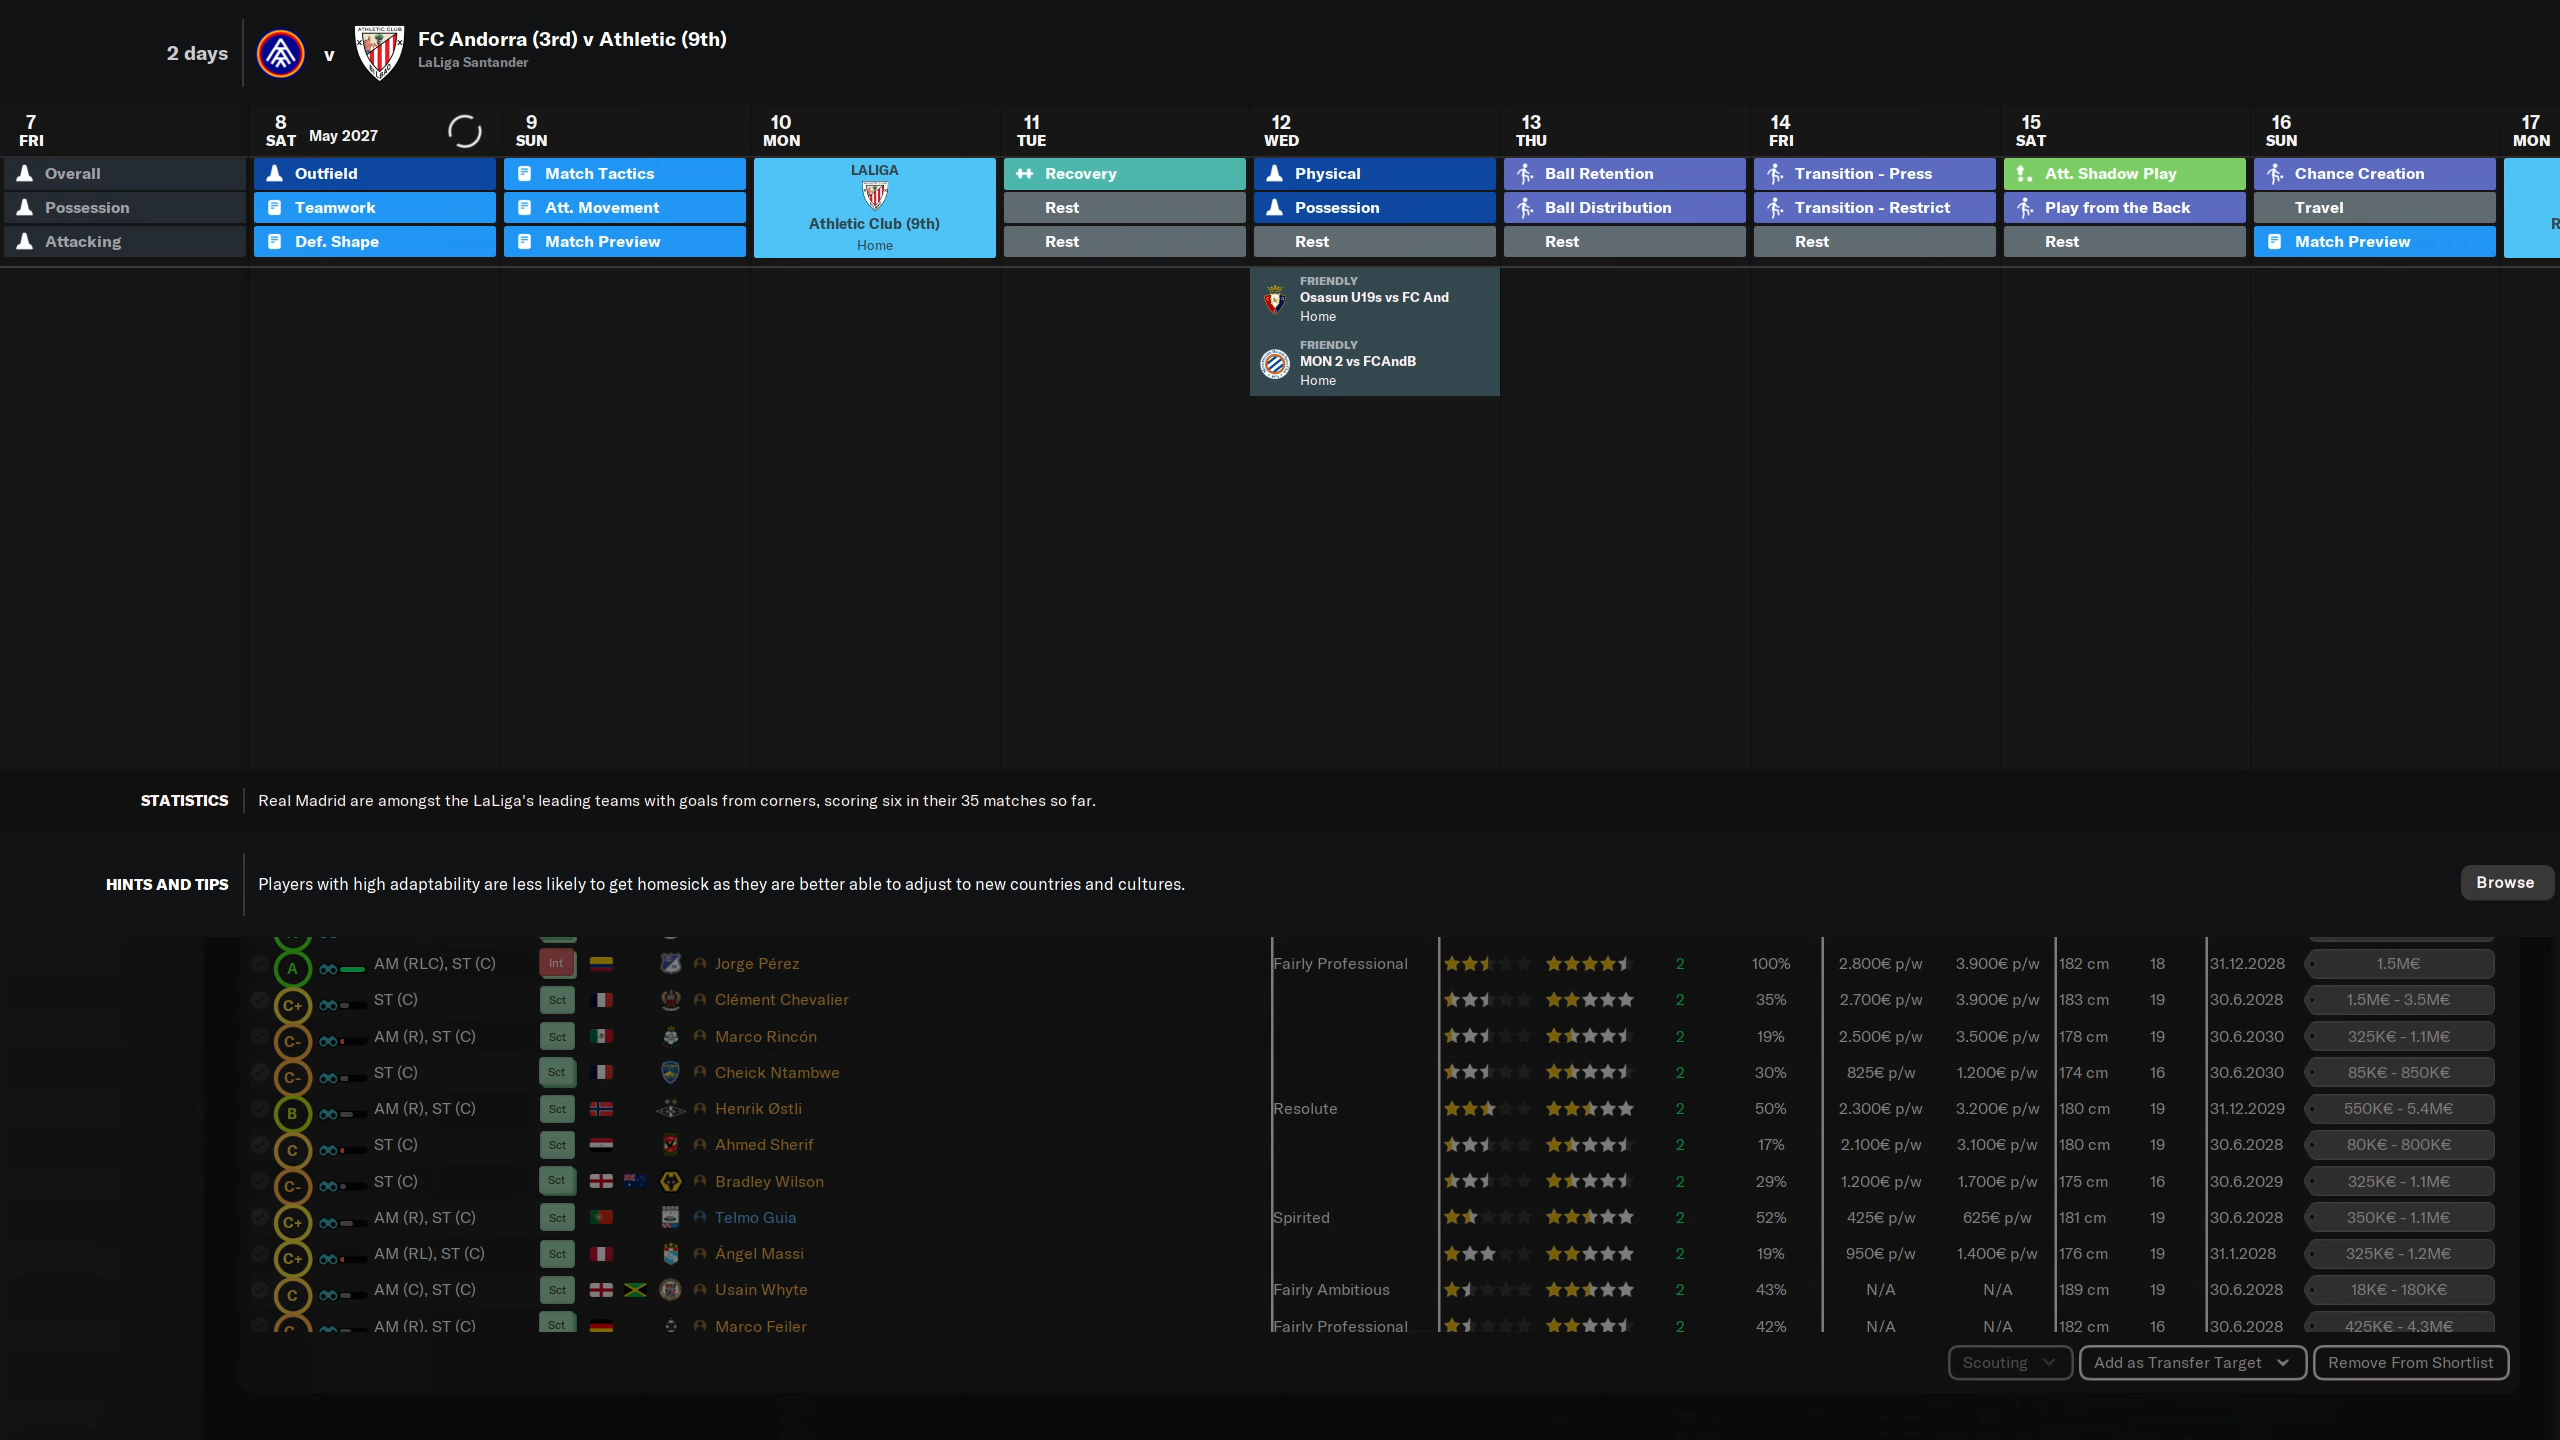 2 days
v
FC Andorra (3rd) v Athletic (9th)
LaLiga Santander
7
FRI
8
SAT May 2027
9
SUN
10
MON
11
TUE
12
WED
13
THU
14
FRI
15
SAT
16
SUN
17
MON
Overall
Possession
Attacking
Outfield
Teamwork
Def. Shape
Match Tactics
Att. Movement
Match Preview
LALIGA
Athletic Club (9th)
Home
Recovery
Rest
Rest
Physical
Possession
Rest
Ball Retention
Ball Distribution
Rest
Transition - Press
Transition - Restrict
Rest
Att. Shadow Play
Play from the Back
Rest
Chance Creation
Travel
Match Preview
FRIENDLY
Osasun U19s vs FC And
Home
FRIENDLY
MON 2 vs FCAndB
Home
STATISTICS Real Madrid are amongst the LaLiga's leading teams with goals from corners, scoring six in their 35 matches so far.
HINTS AND TIPS Players with high adaptability are less likely to get homesick as they are better able to adjust to new countries and cultures.
Browse
A AM (RLC), ST (C) Int Jorge Pérez Fairly Professional 2 100% 2.800€ p/w 3.900€ p/w 182 cm 18 31.12.2028 1.5M€
C+ ST (C) Sct Clément Chevalier 2 35% 2.700€ p/w 3.900€ p/w 183 cm 19 30.6.2028 1.5M€ - 3.5M€
C- AM (R), ST (C) Sct Marco Rincón 2 19% 2.500€ p/w 3.500€ p/w 178 cm 19 30.6.2030 325K€ - 1.1M€
C- ST (C) Sct Cheick Ntambwe 2 30% 825€ p/w 1.200€ p/w 174 cm 16 30.6.2030 85K€ - 850K€
B AM (R), ST (C) Sct Henrik Østli Resolute 2 50% 2.300€ p/w 3.200€ p/w 180 cm 19 31.12.2029 550K€ - 5.4M€
C ST (C) Sct Ahmed Sherif 2 17% 2.100€ p/w 3.100€ p/w 180 cm 19 30.6.2028 80K€ - 800K€
C- ST (C) Sct Bradley Wilson 2 29% 1.200€ p/w 1.700€ p/w 175 cm 16 30.6.2029 325K€ - 1.1M€
C+ AM (R), ST (C) Sct Telmo Guia Spirited 2 52% 425€ p/w 625€ p/w 181 cm 19 30.6.2028 350K€ - 1.1M€
C+ AM (RL), ST (C) Sct Ángel Massi 2 19% 950€ p/w 1.400€ p/w 176 cm 19 31.1.2028 325K€ - 1.2M€
C AM (C), ST (C) Sct Usain Whyte Fairly Ambitious 2 43% N/A N/A 189 cm 19 30.6.2028 18K€ - 180K€
AM (R), ST (C) Sct Marco Feiler Fairly Professional 2 42% N/A N/A 182 cm 16 30.6.2028 425K€ - 4.3M€
Scouting Add as Transfer Target Remove From Shortlist